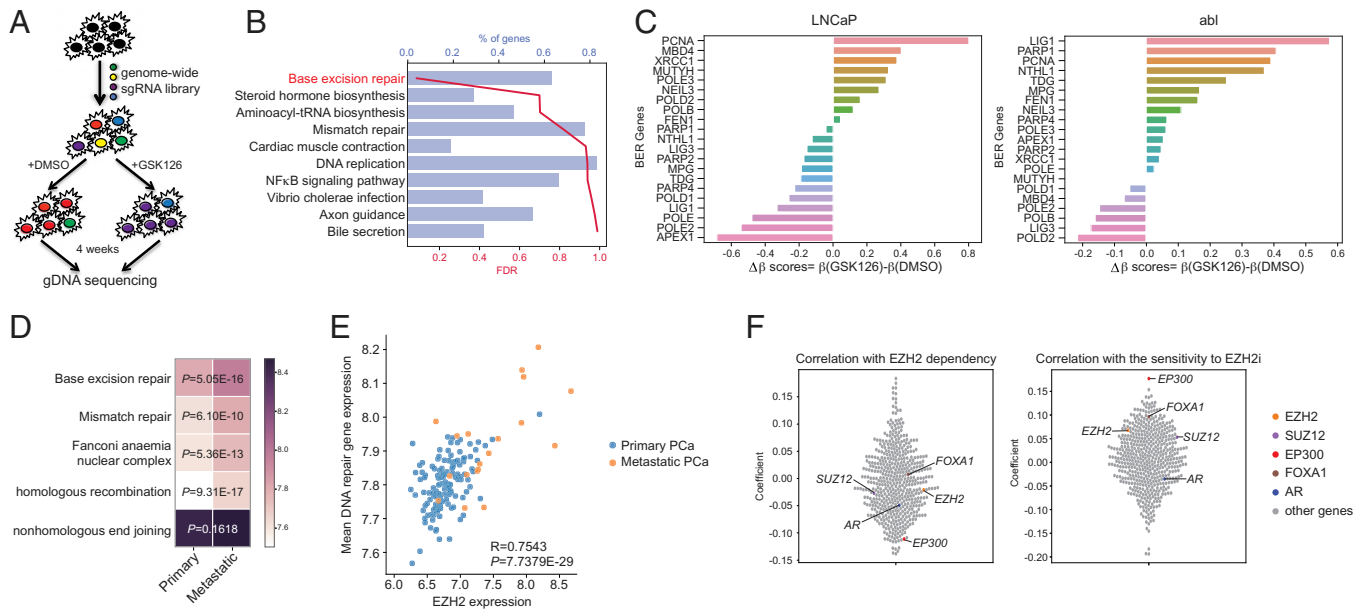 A
genome-wide
sgRNA library
+DMSO
+GSK126
4 weeks
gDNA sequencing
B
% of genes
0.0 0.2 0.4 0.6 0.8
Base excision repair
Steroid hormone biosynthesis
Aminoacyl-tRNA biosynthesis
Mismatch repair
Cardiac muscle contraction
DNA replication
NFκB signaling pathway
Vibrio cholerae infection
Axon guidance
Bile secretion
0.2 0.4 0.6 0.8 1.0
FDR
C
LNCaP
BER Genes
PCNA
MBD4
XRCC1
MUTYH
POLE3
NEIL3
POLD2
POLB
FEN1
PARP1
NTHL1
LIG3
PARP2
MPG
TDG
PARP4
POLD1
LIG1
POLE
POLE2
APEX1
-0.6 -0.4 -0.2 0.0 0.2 0.4 0.6 0.8
Δβ scores= β(GSK126)-β(DMSO)
abl
BER Genes
LIG1
PARP1
PCNA
NTHL1
TDG
MPG
FEN1
NEIL3
PARP4
POLE3
APEX1
PARP2
XRCC1
POLE
MUTYH
POLD1
MBD4
POLE2
POLB
LIG3
POLD2
-0.2 -0.1 0.0 0.1 0.2 0.3 0.4 0.5 0.6
Δβ scores= β(GSK126)-β(DMSO)
D
Base excision repair
P=5.05E-16
Mismatch repair
P=6.10E-10
Fanconi anaemia
nuclear complex
P=5.36E-13
homologous recombination
P=9.31E-17
nonhomologous end joining
P=0.1618
Primary
Metastatic
8.4
8.1
7.8
7.5
E
Mean DNA repair gene expression
8.2
8.1
8.0
7.9
7.8
7.7
7.6
R=0.7543
P=7.7379E-29
6.0 6.5 7.0 7.5 8.0 8.5
EZH2 expression
Primary PCa
Metastatic PCa
F
Correlation with EZH2 dependency
Coefficient
0.20
0.15
0.10
0.05
0.00
-0.05
-0.10
-0.15
FOXA1
SUZ12
EZH2
AR
EP300
Correlation with the sensitivity to EZH2i
Coefficient
0.15
0.10
0.05
0.00
-0.05
-0.10
-0.15
-0.20
EP300
FOXA1
EZH2
SUZ12
AR
EZH2
SUZ12
EP300
FOXA1
AR
other genes